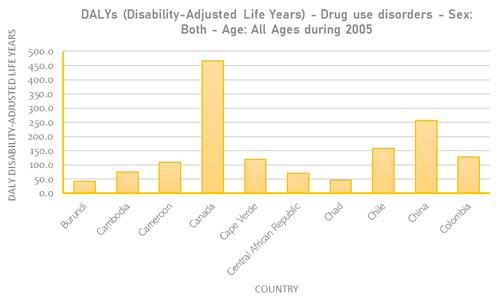 DALYs (Disability-Adjusted Life Years) - Drug use disorders - Sex:
Both - Age: All Ages during 2005
DALY DISABILITY-ADJUSTED LIFE YEARS
500.0
450.0
400.0
350.0
300.0
250.0
200.0
150.0
100.0
50.0
0.0
Burundi
Cambodia
Cameroon
Canada
Cape Verde
Central African Republic
Chad
Chile
China
Colombia
COUNTRY